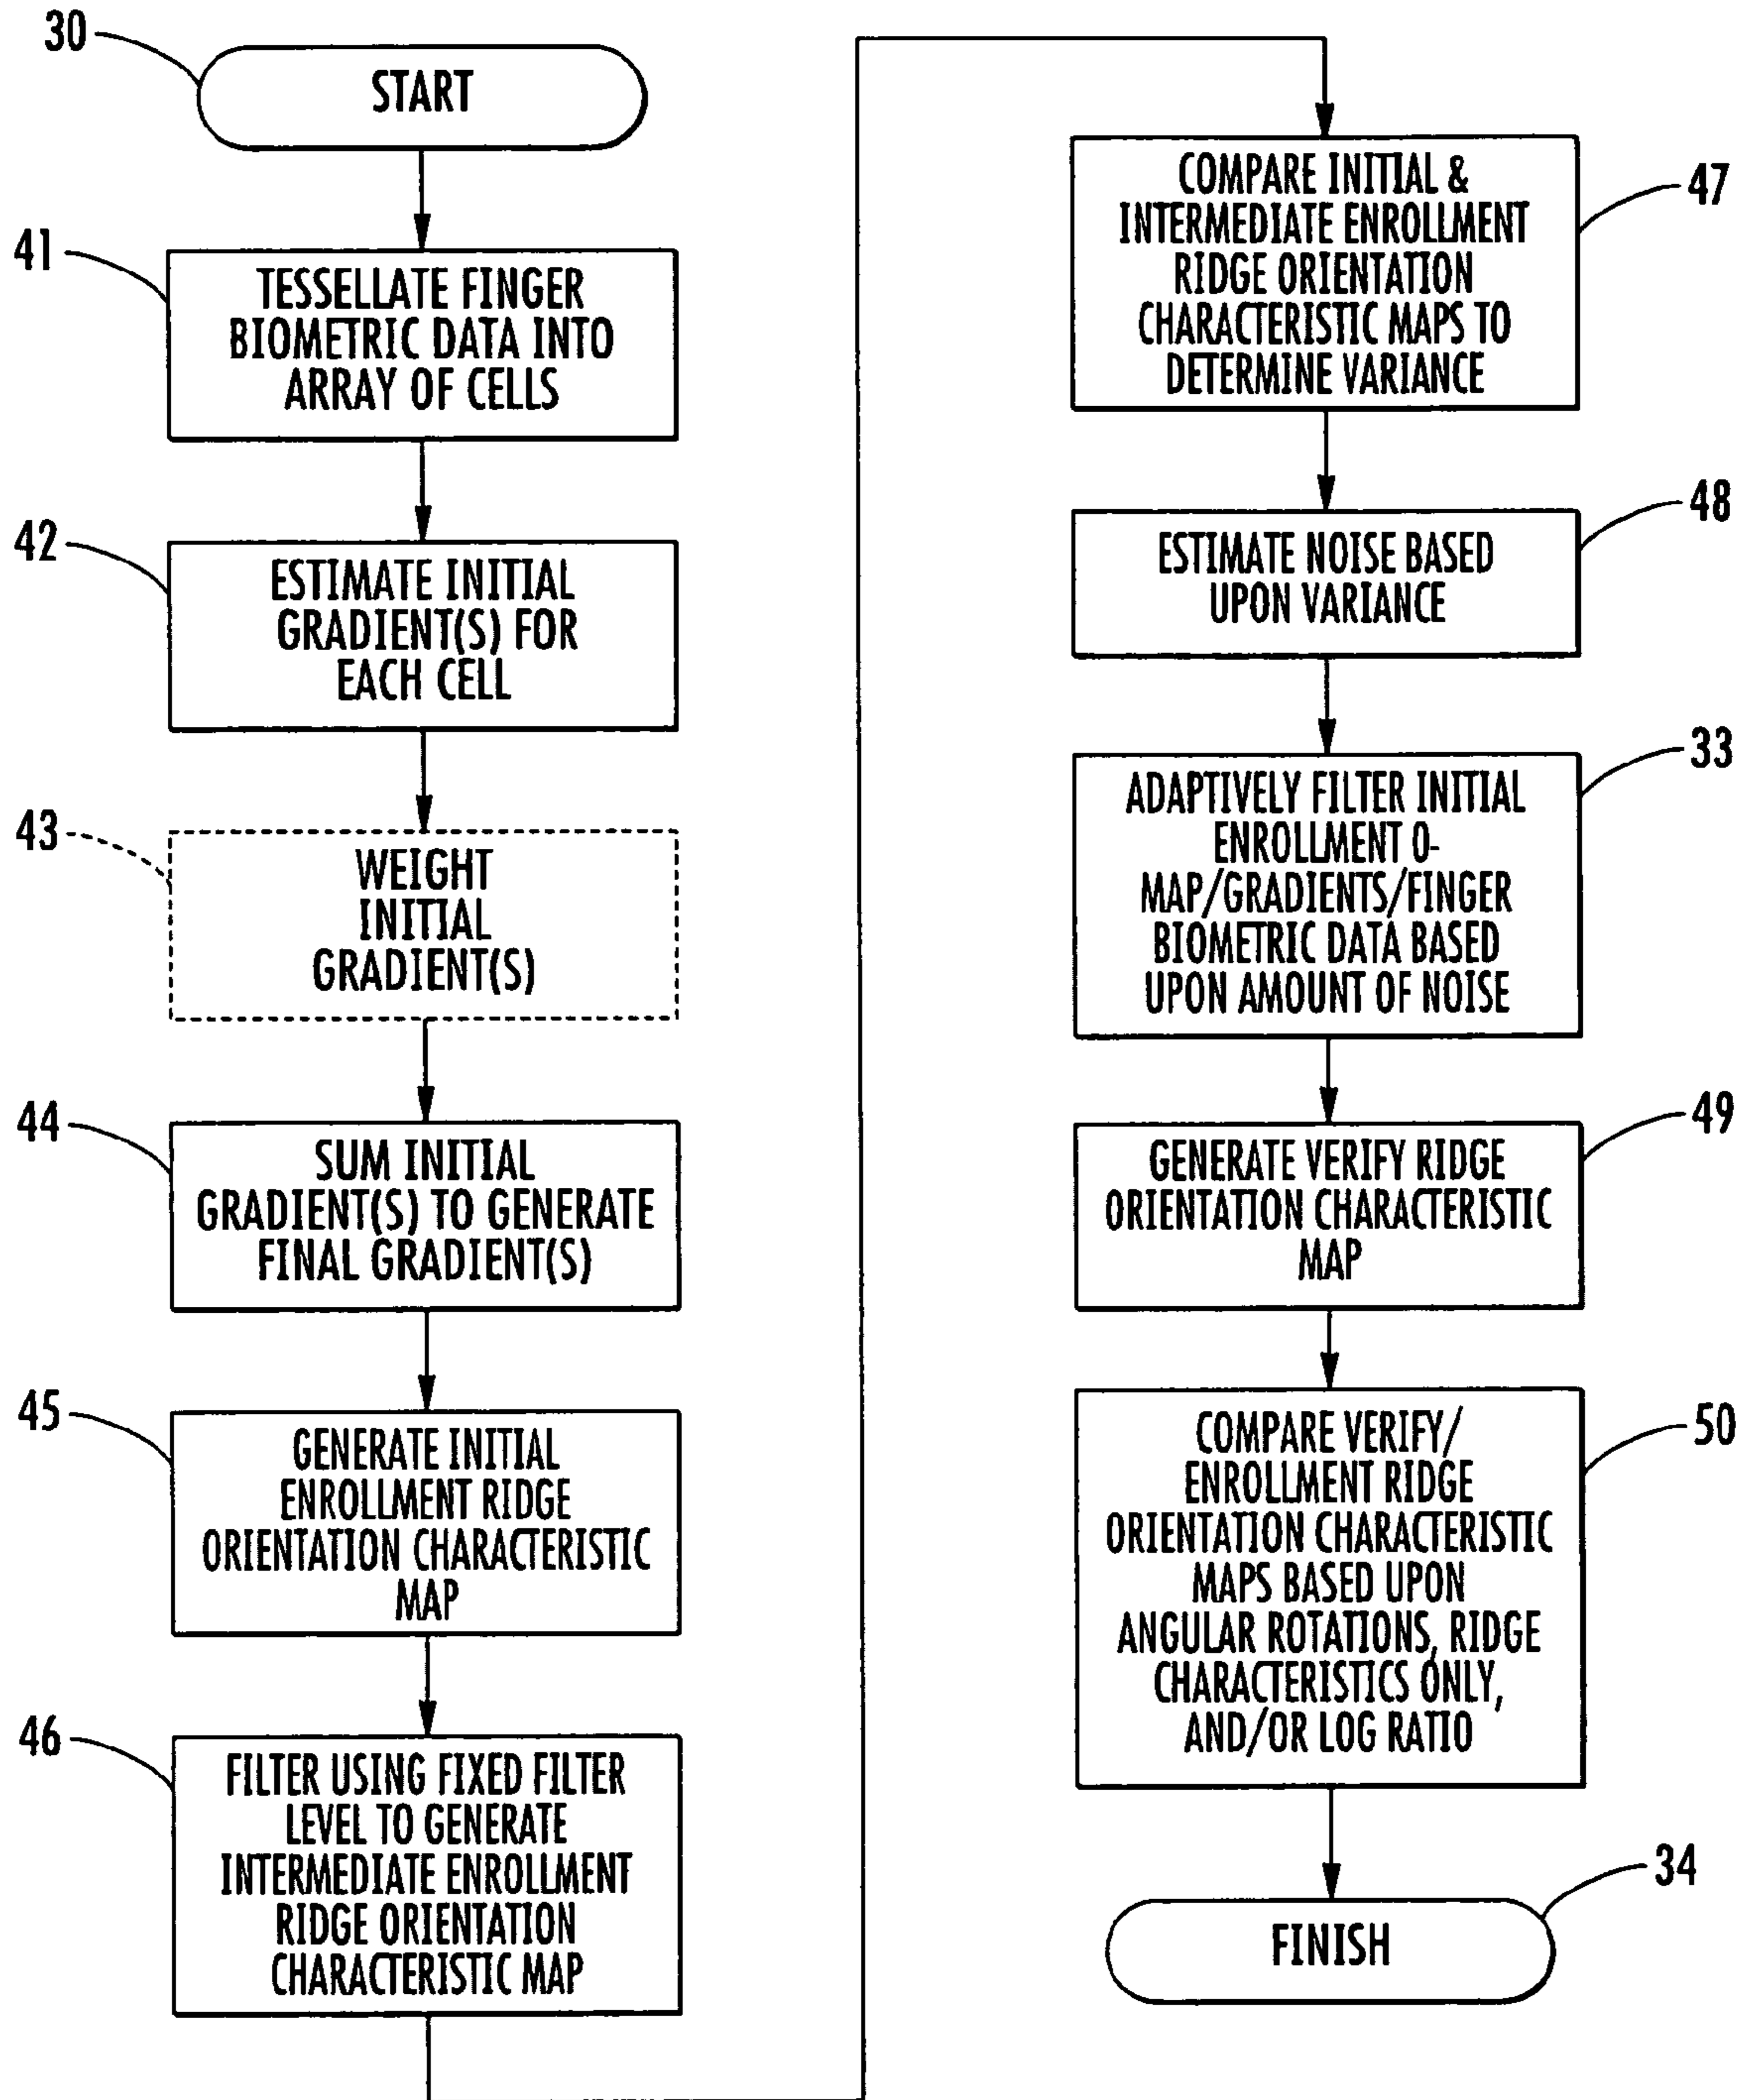 30
START
41
TESSELLATE FINGER
BIOMETRIC DATA INTO
ARRAY OF CELLS
42
ESTIMATE INITIAL
GRADIENT(S) FOR
EACH CELL
43
WEIGHT
INITIAL
GRADIENT(S)
44
SUM INITIAL
GRADIENT(S) TO GENERATE
FINAL GRADIENT(S)
45
GENERATE INITIAL
ENROLLMENT RIDGE
ORIENTATION CHARACTERISTIC
MAP
46
FILTER USING FIXED FILTER
LEVEL TO GENERATE
INTERMEDIATE ENROLLMENT
RIDGE ORIENTATION
CHARACTERISTIC MAP
COMPARE INITIAL &
INTERMEDIATE ENROLLMENT
RIDGE ORIENTATION
CHARACTERISTIC MAPS TO
DETERMINE VARIANCE
47
ESTIMATE NOISE BASED
UPON VARIANCE
48
ADAPTIVELY FILTER INITIAL
ENROLLMENT O-
MAP/GRADIENTS/FINGER
BIOMETRIC DATA BASED
UPON AMOUNT OF NOISE
33
GENERATE VERIFY RIDGE
ORIENTATION CHARACTERISTIC
MAP
49
COMPARE VERIFY/
ENROLLMENT RIDGE
ORIENTATION CHARACTERISTIC
MAPS BASED UPON
ANGULAR ROTATIONS, RIDGE
CHARACTERISTICS ONLY,
AND/OR LOG RATIO
50
FINISH
34